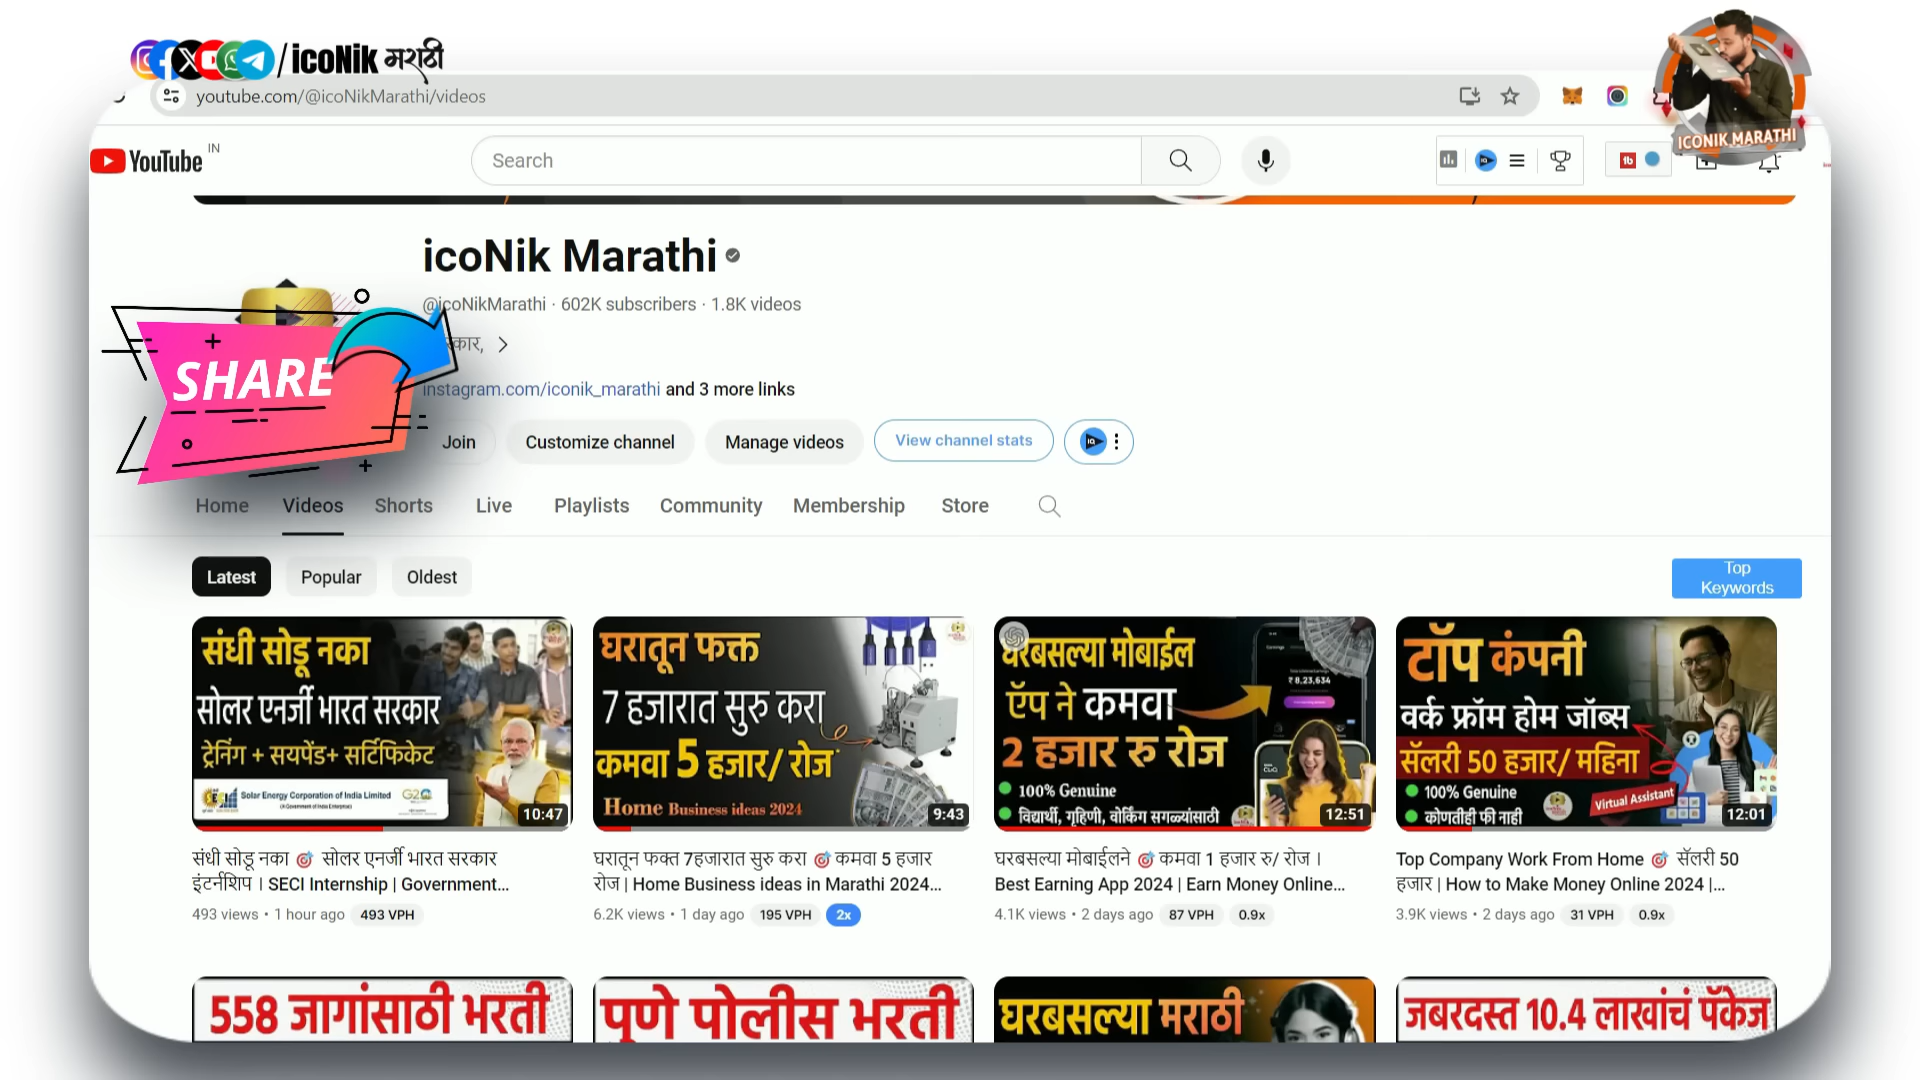 /icoNik मराठी
youtube.com/@icoNikMarathi/videos
ICONIK MARATHI
YouTube IN
Search
icoNik Marathi
@icoNikMarathi · 602K subscribers · 1.8K videos
SHARE
instagram.com/iconik_marathi and 3 more links
Join
Customize channel
Manage videos
View channel stats
Home Videos Shorts Live Playlists Community Membership Store
Latest Popular Oldest
Top
Keywords
संधी सोडू नका
सोलर एनर्जी भारत सरकार
ट्रेनिंग + सयपेंड+ सर्टिफिकेट
Solar Energy Corporation of India Limited
10:47
घरातून फक्त
7 हजारात सुरु करा
कमवा 5 हजार/ रोज
Home Business ideas 2024
9:43
घरबसल्या मोबाईल
ऍप ने कमवा
2 हजार रु रोज
100% Genuine
विद्यार्थी, गृहिणी, वोर्किंग सगळ्यांसाठी
₹ 8,23,634
12:51
टॉप कंपनी
वर्क फ्रॉम होम जॉब्स
सॅलरी 50 हजार/ महिना
100% Genuine
कोणतीही फी नाही
Virtual Assistant
12:01
संधी सोडू नका 🎯 सोलर एनर्जी भारत सरकार
इंटर्नशिप । SECI Internship | Government...
493 views • 1 hour ago 493 VPH
घरातून फक्त 7हजारात सुरु करा 🎯 कमवा 5 हजार
रोज | Home Business ideas in Marathi 2024...
6.2K views • 1 day ago 195 VPH 2x
घरबसल्या मोबाईलने 🎯 कमवा 1 हजार रु/ रोज ।
Best Earning App 2024 | Earn Money Online...
4.1K views • 2 days ago 87 VPH 0.9x
Top Company Work From Home 🎯 सॅलरी 50
हजार | How to Make Money Online 2024 |...
3.9K views • 2 days ago 31 VPH 0.9x
558 जागांसाठी भरती
पुणे पोलीस भरती
घरबसल्या मराठी
जबरदस्त 10.4 लाखांचं पॅकेज